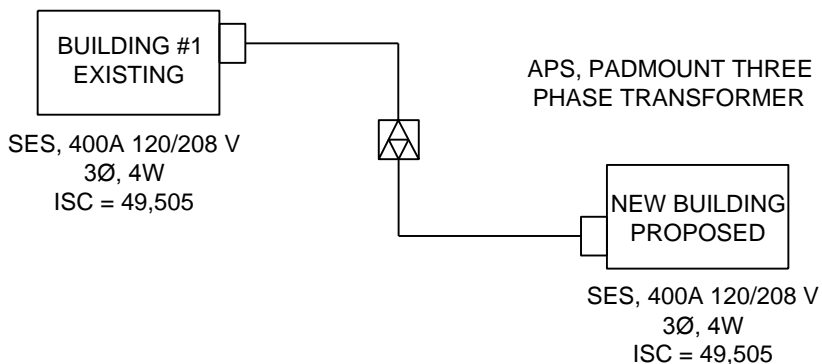 BUILDING #1
EXISTING
SES, 400A 120/208 V
3Ø, 4W
ISC = 49,505
APS, PADMOUNT THREE
PHASE TRANSFORMER
NEW BUILDING
PROPOSED
SES, 400A 120/208 V
3Ø, 4W
ISC = 49,505